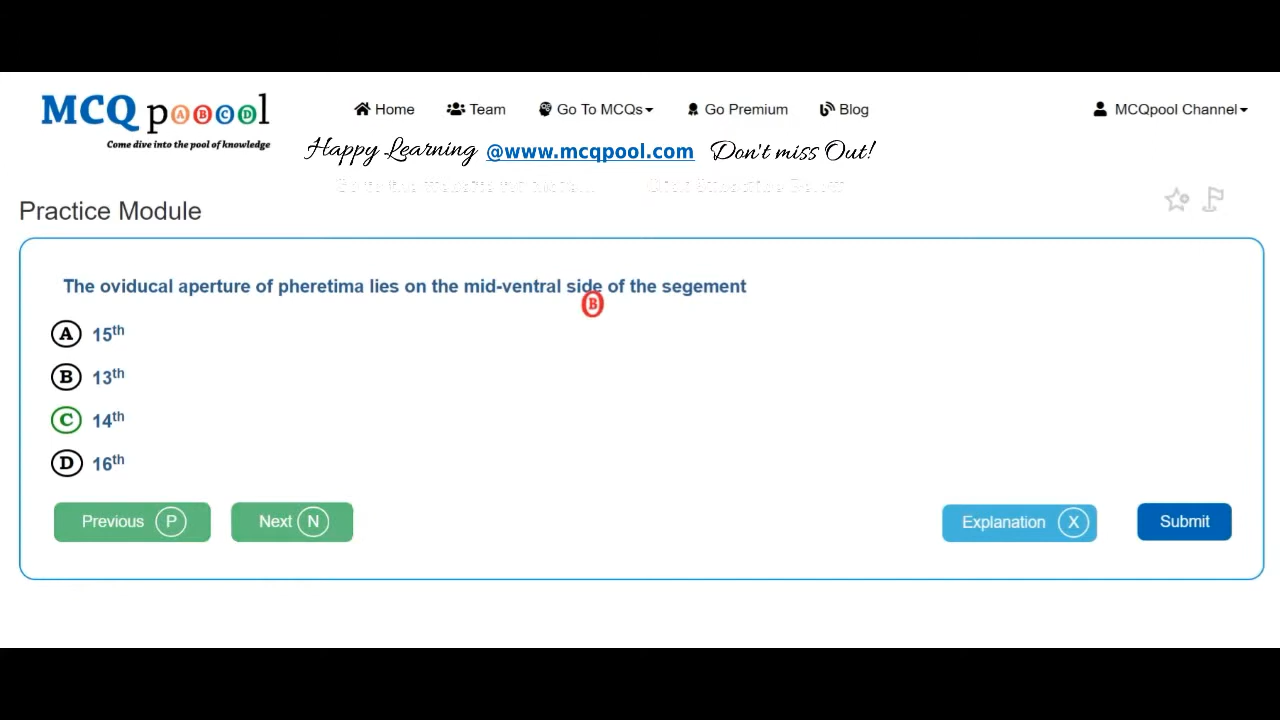 MCQ pooool
Come dive into the pool of knowledge
Home Team Go To MCQs Go Premium Blog MCQpool Channel
Happy Learning @www.mcqpool.com Don't miss Out!
Practice Module
The oviducal aperture of pheretima lies on the mid-ventral side of the segement
B
A 15th
B 13th
C 14th
D 16th
Previous P Next N Explanation X Submit